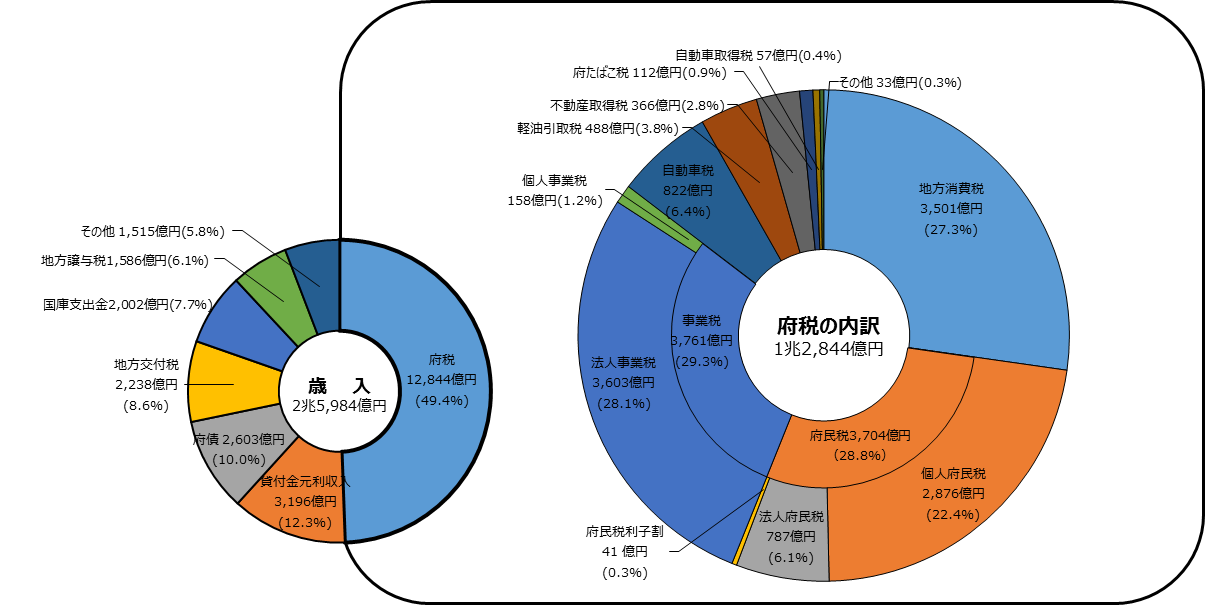 その他 1,515億円(5.8%)
地方譲与税1,586億円(6.1%)
国庫支出金2,002億円(7.7%)
地方交付税
2,238億円
(8.6%)
府債 2,603億円
(10.0%)
貸付金元利収入
3,196億円
(12.3%)
府税
12,844億円
(49.4%)
歳　入
2兆5,984億円
自動車取得税 57億円(0.4%)
府たばこ税 112億円(0.9%)
その他 33億円(0.3%)
不動産取得税 366億円(2.8%)
軽油引取税 488億円(3.8%)
自動車税
822億円
(6.4%)
個人事業税
158億円(1.2%)
地方消費税
3,501億円
(27.3%)
事業税
3,761億円
(29.3%)
法人事業税
3,603億円
(28.1%)
府税の内訳
1兆2,844億円
府民税3,704億円
(28.8%)
個人府民税
2,876億円
(22.4%)
法人府民税
787億円
(6.1%)
府民税利子割
41 億円
(0.3%)